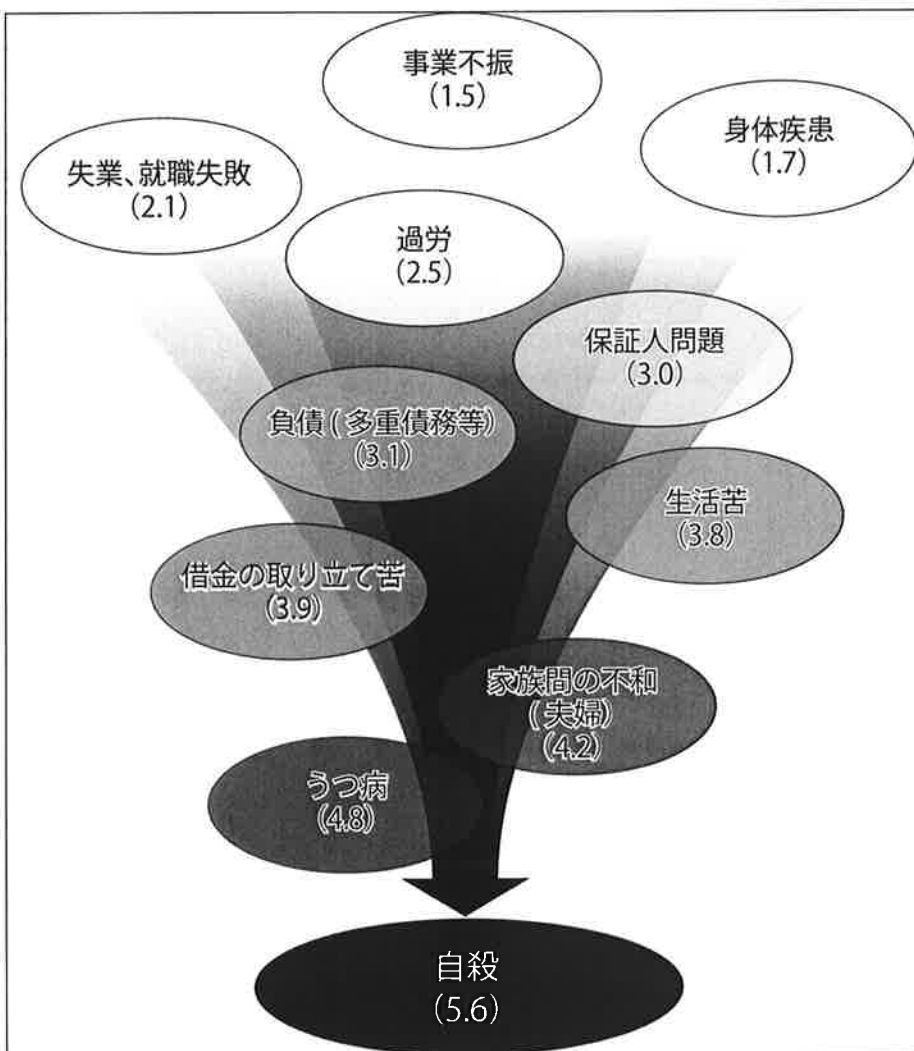 事業不振
(1.5)
身体疾患
(1.7)
失業、就職失敗
(2.1)
過労
(2.5)
保証人問題
(3.0)
負債(多重債務等)
(3.1)
生活苦
(3.8)
借金の取り立て苦
(3.9)
家族間の不和
(夫婦)
(4.2)
うつ病
(4.8)
自殺
(5.6)